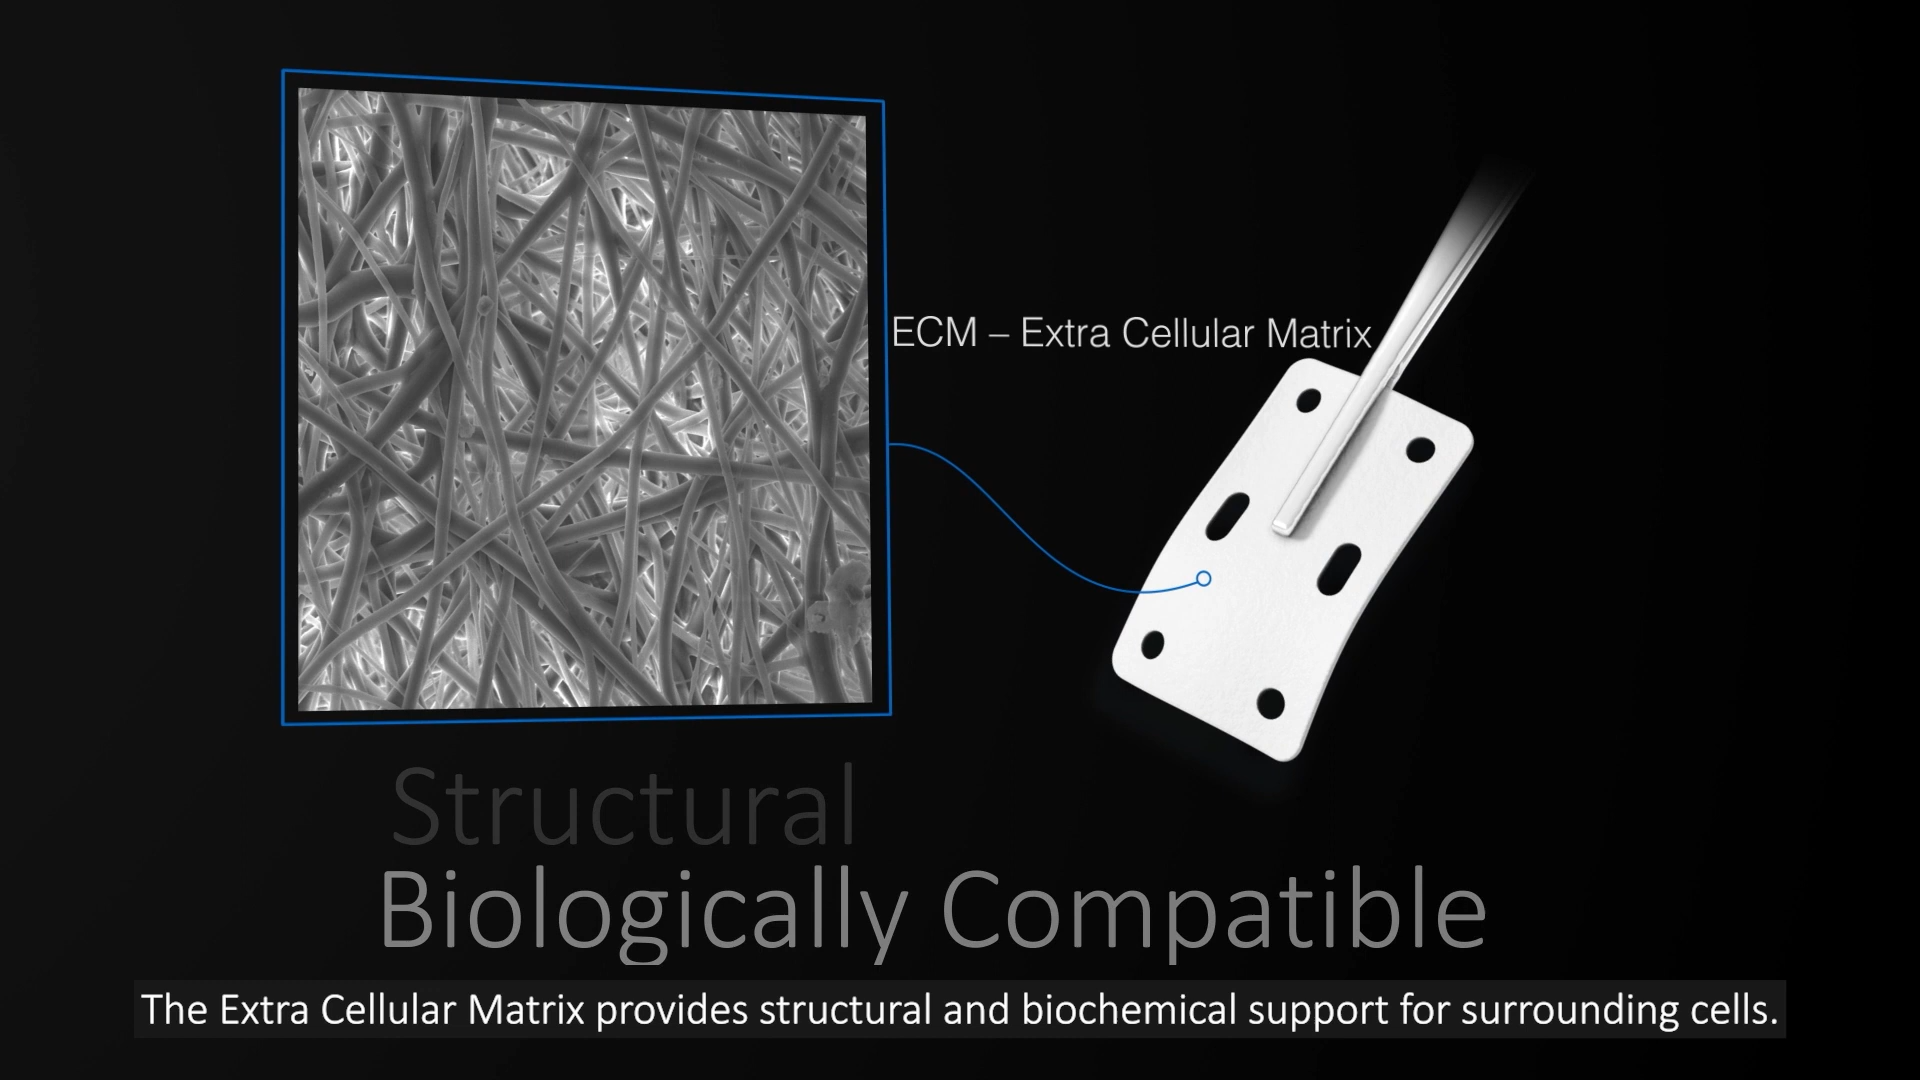 ECM – Extra Cellular Matrix
Structural
Biologically Compatible
The Extra Cellular Matrix provides structural and biochemical support for surrounding cells.